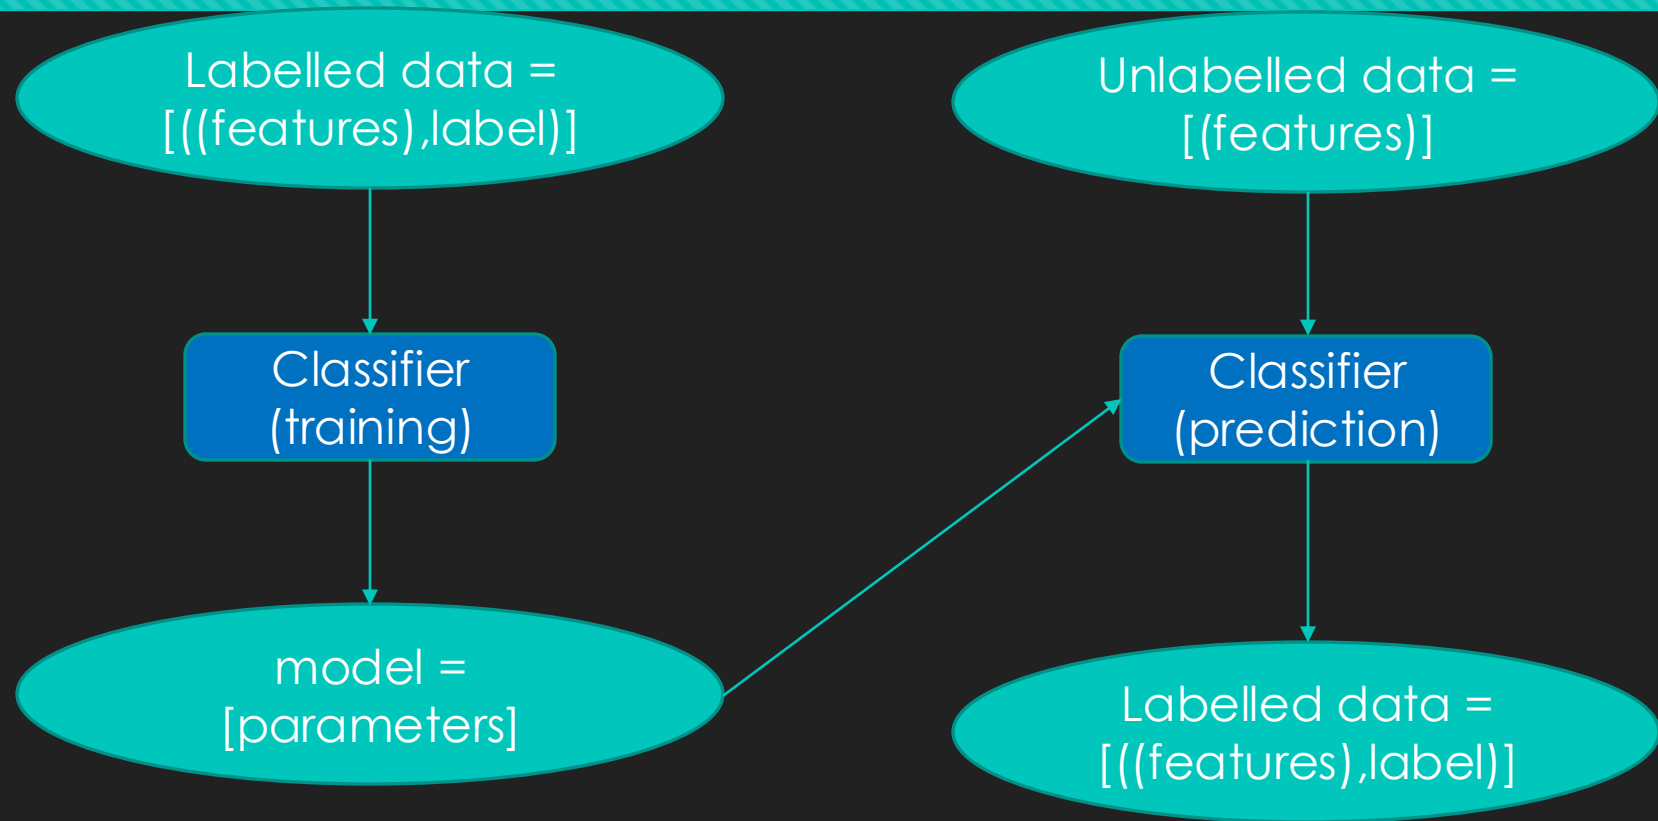 Labelled data =
[((features),label)]
Classifier
(training)
model =
[parameters]
Unlabelled data =
[(features)]
Classifier
(prediction)
Labelled data =
[((features),label)]